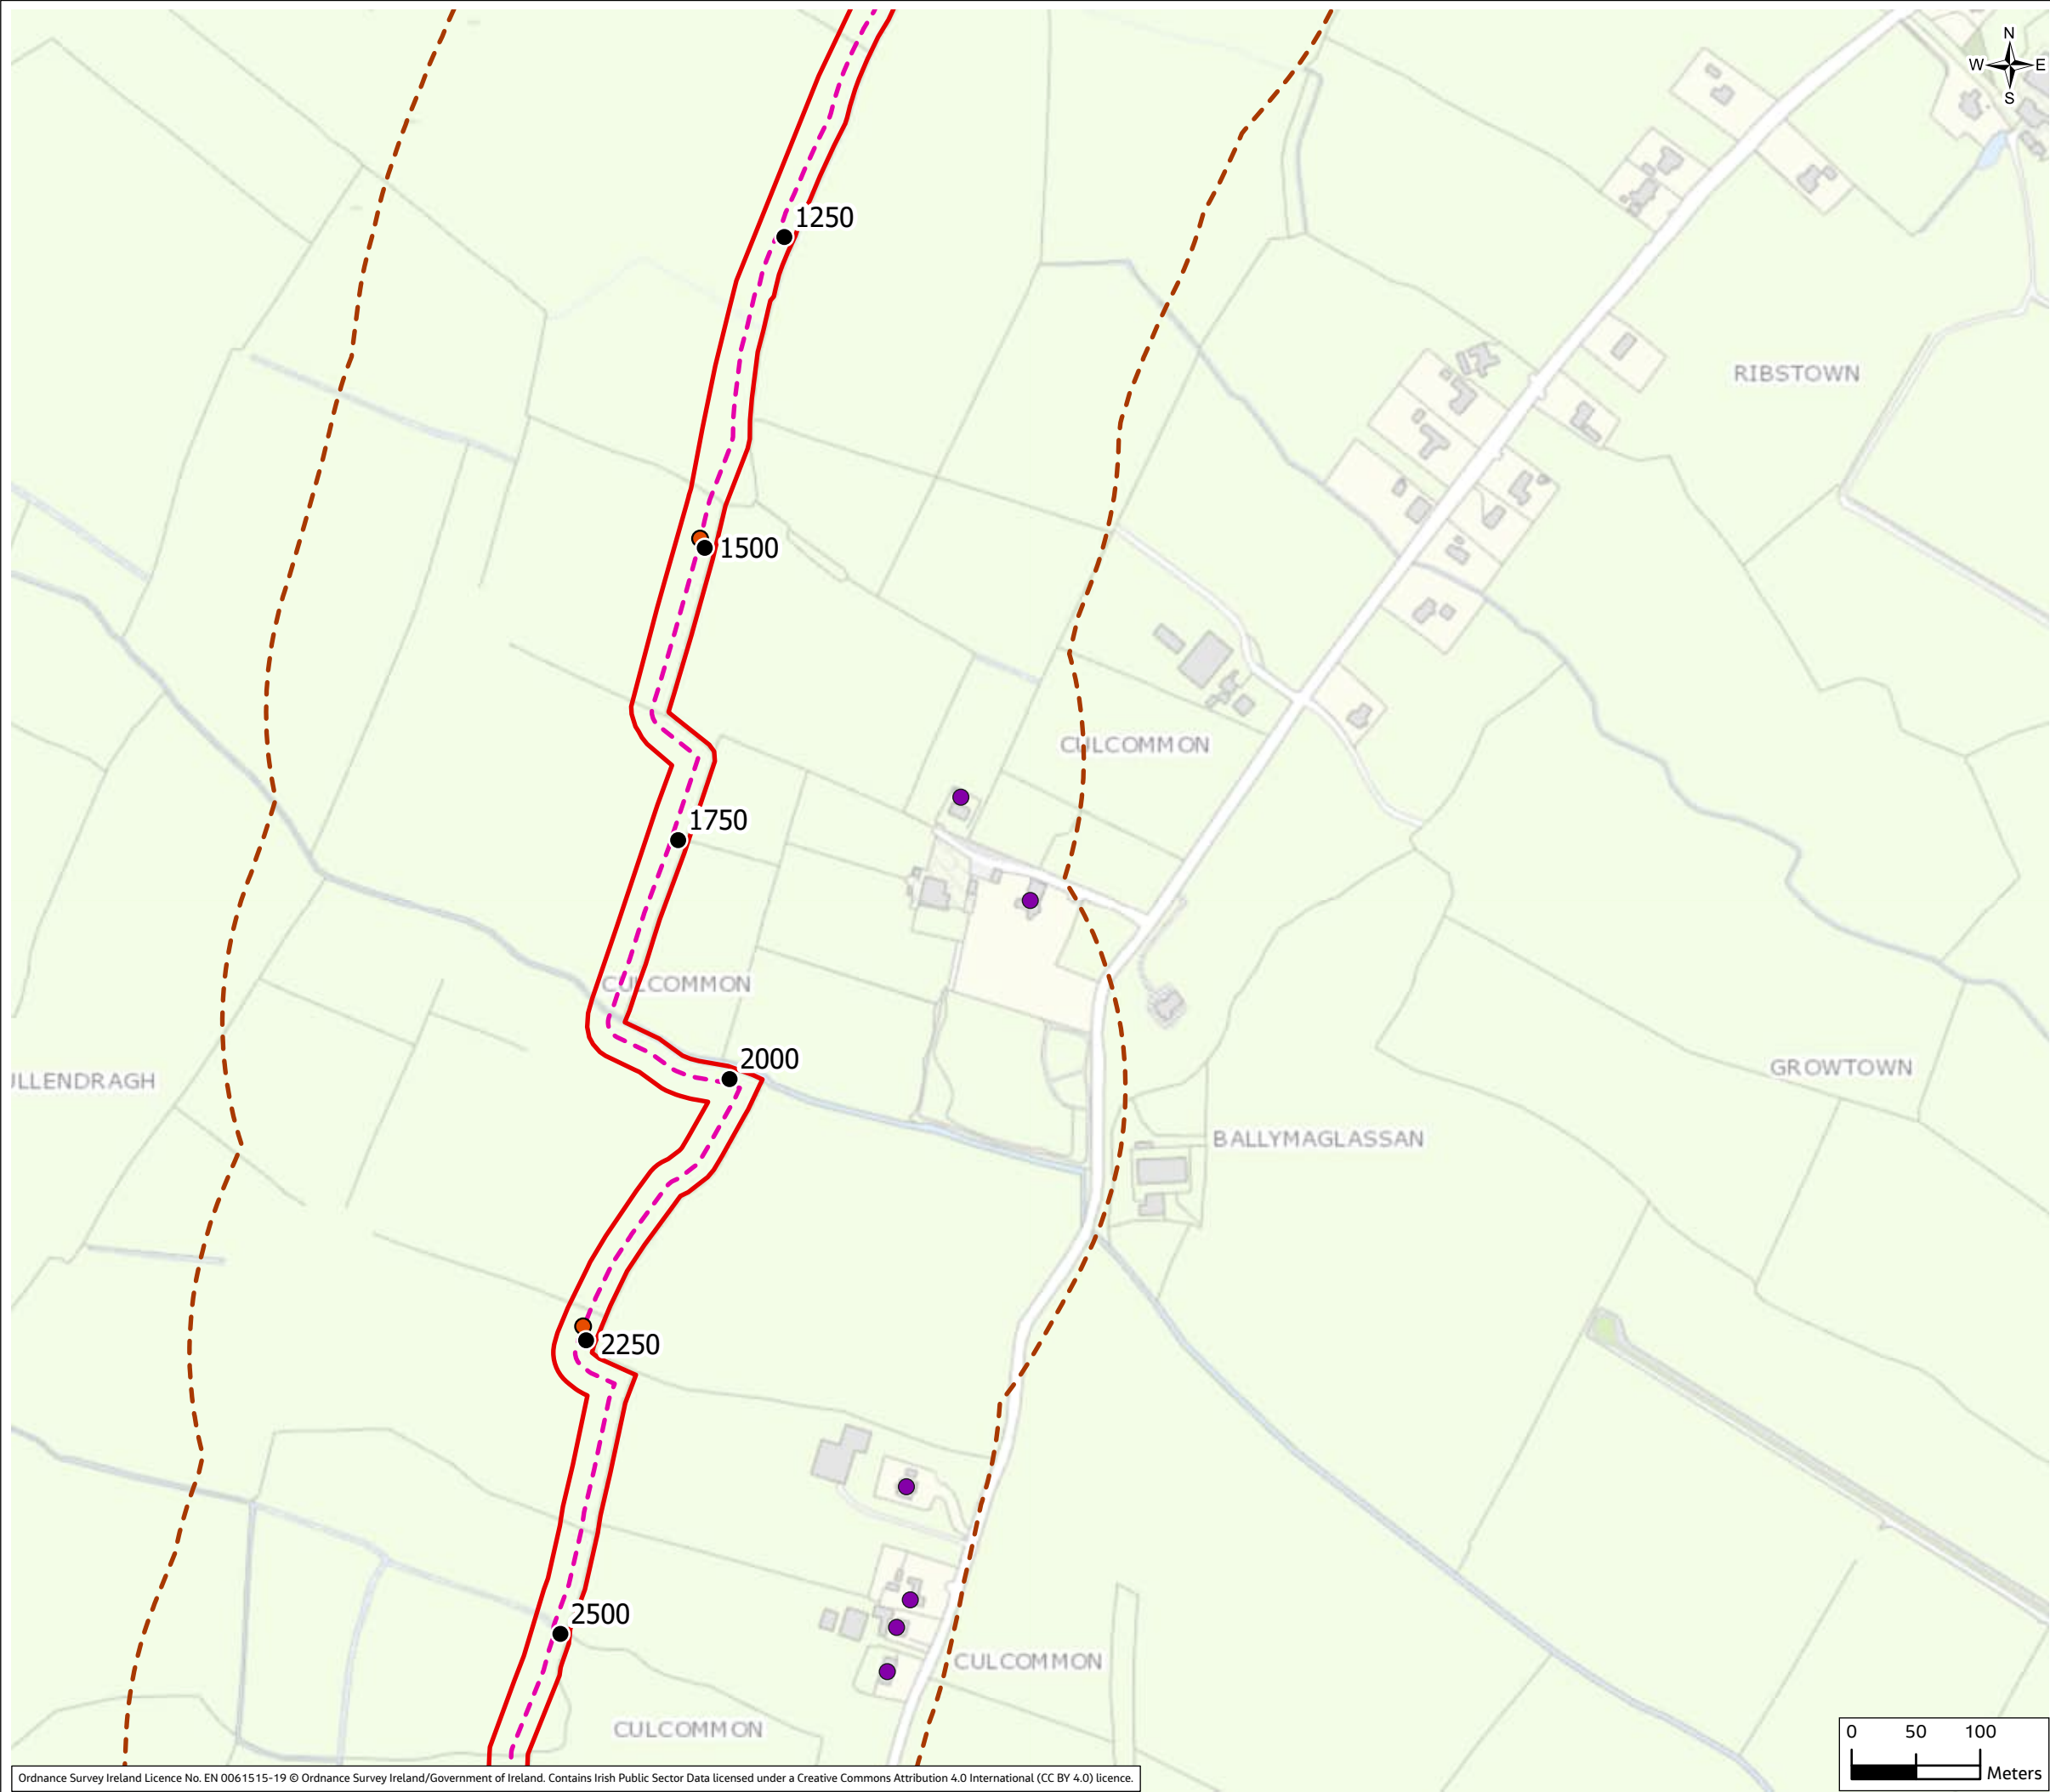 N
W E
S
1250
RIBSTOWN
1500
CULCOMMON
1750
CULCOMMON
2000
GROWTOWN
ULLENDRAGH
BALLYMAGLASSAN
2250
2500
CULCOMMON
CULCOMMON
0 50 100
Meters
Ordnance Survey Ireland Licence No. EN 0061515-19 © Ordnance Survey Ireland/Government of Ireland. Contains Irish Public Sector Data licensed under a Creative Commons Attribution 4.0 International (CC BY 4.0) licence.